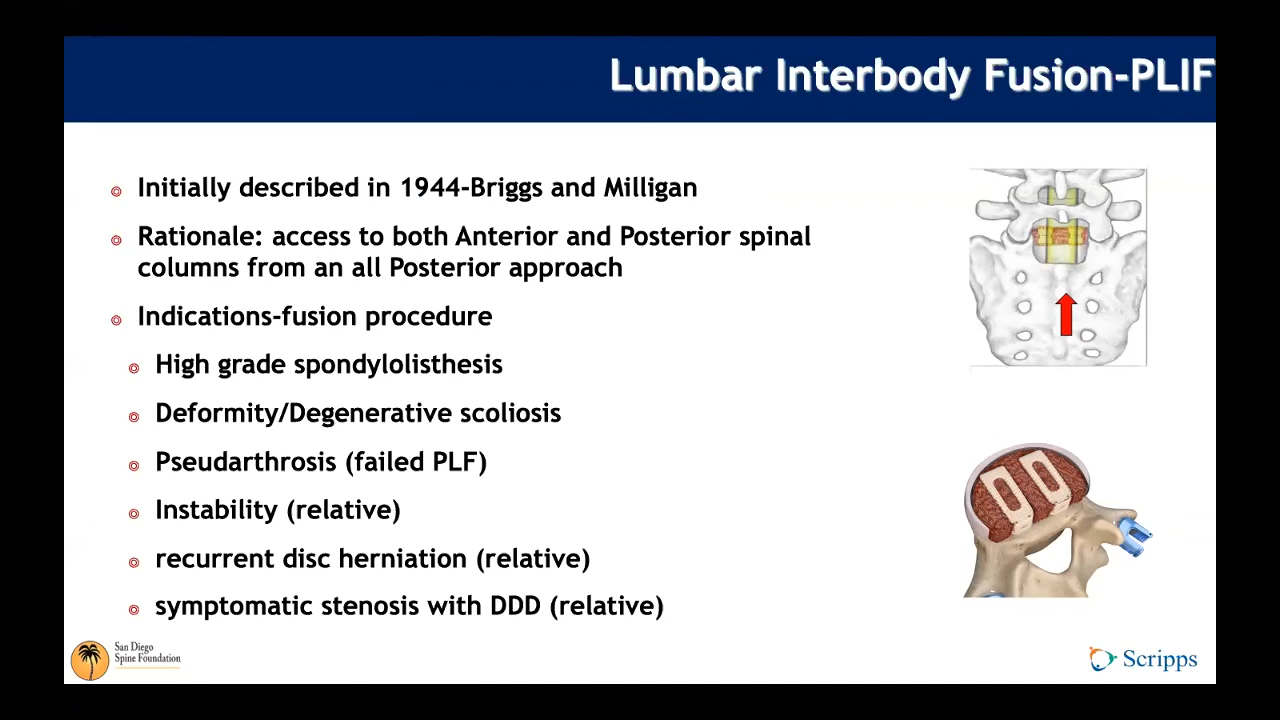 Lumbar Interbody Fusion-PLIF
Initially described in 1944-Briggs and Milligan
Rationale: access to both Anterior and Posterior spinal
columns from an all Posterior approach
Indications-fusion procedure
High grade spondylolisthesis
Deformity/Degenerative scoliosis
Pseudarthrosis (failed PLF)
Instability (relative)
recurrent disc herniation (relative)
symptomatic stenosis with DDD (relative)
San Diego
Spine Foundation
Scripps